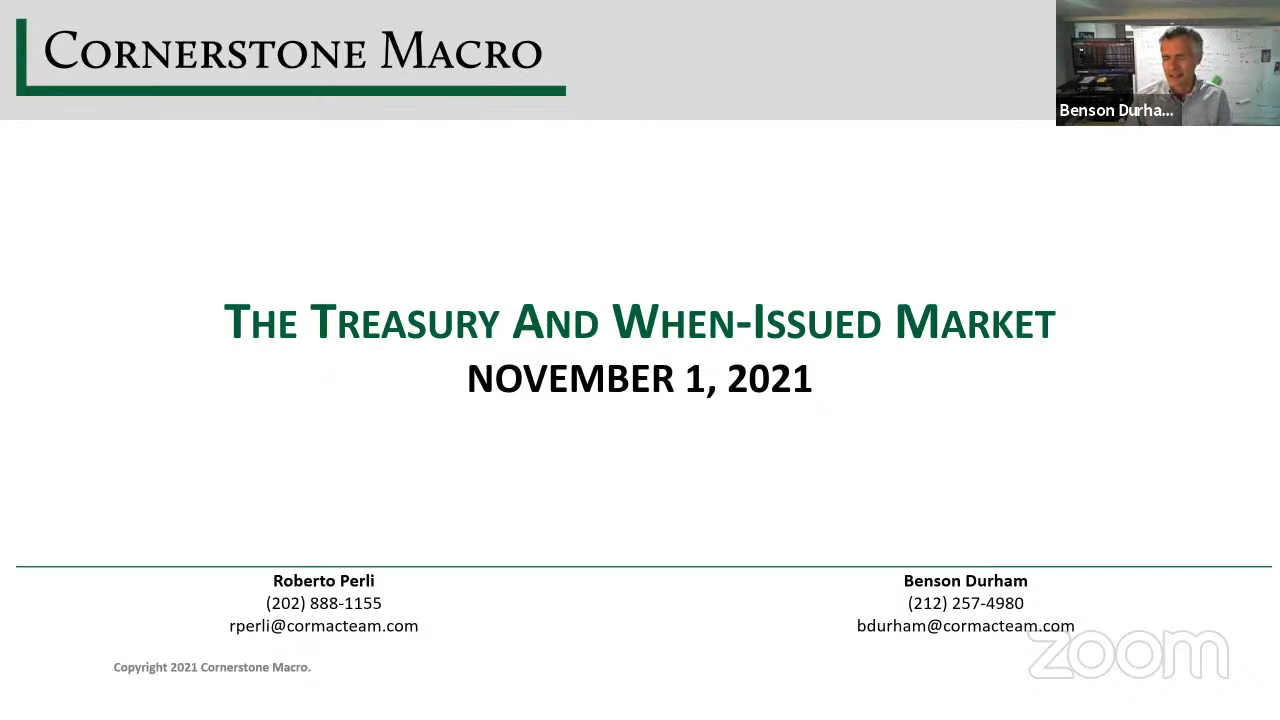 CORNERSTONE MACRO
Benson Durha...
THE TREASURY AND WHEN-ISSUED MARKET
NOVEMBER 1, 2021
Roberto Perli
(202) 888-1155
rperli@cormacteam.com
Benson Durham
(212) 257-4980
bdurham@cormacteam.com
Copyright 2021 Cornerstone Macro.
zoom